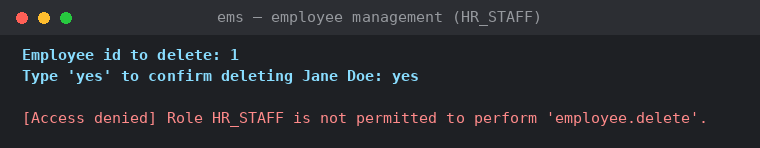 ems — employee management (HR_STAFF)
Employee id to delete: 1
Type 'yes' to confirm deleting Jane Doe: yes
[Access denied] Role HR_STAFF is not permitted to perform 'employee.delete'.